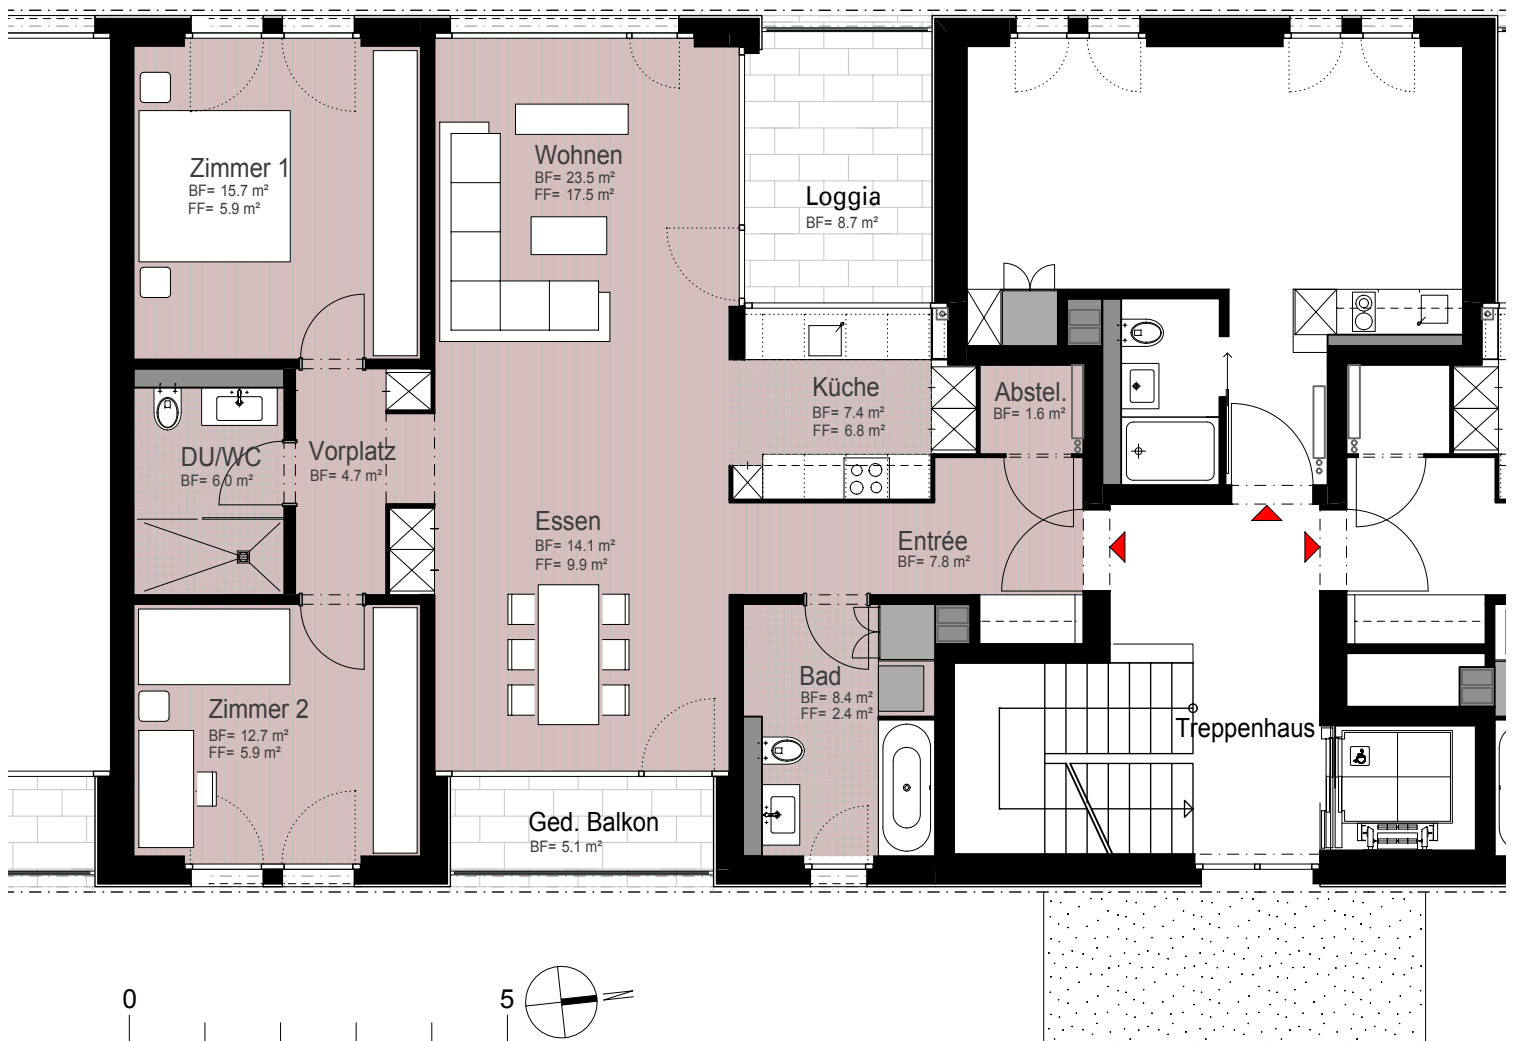 Zimmer 1
BF= 15.7 m²
FF= 5.9 m²
Wohnen
BF= 23.5 m²
FF= 17.5 m²
Loggia
BF= 8.7 m²
Küche
BF= 7.4 m²
FF= 6.8 m²
Abstel.
BF= 1.6 m²
DU/WC
BF= 6.0 m²
Vorplatz
BF= 4.7 m²
Essen
BF= 14.1 m²
FF= 9.9 m²
Entrée
BF= 7.8 m²
Zimmer 2
BF= 12.7 m²
FF= 5.9 m²
Bad
BF= 8.4 m²
FF= 2.4 m²
Treppenhaus
Ged. Balkon
BF= 5.1 m²
0
5
N